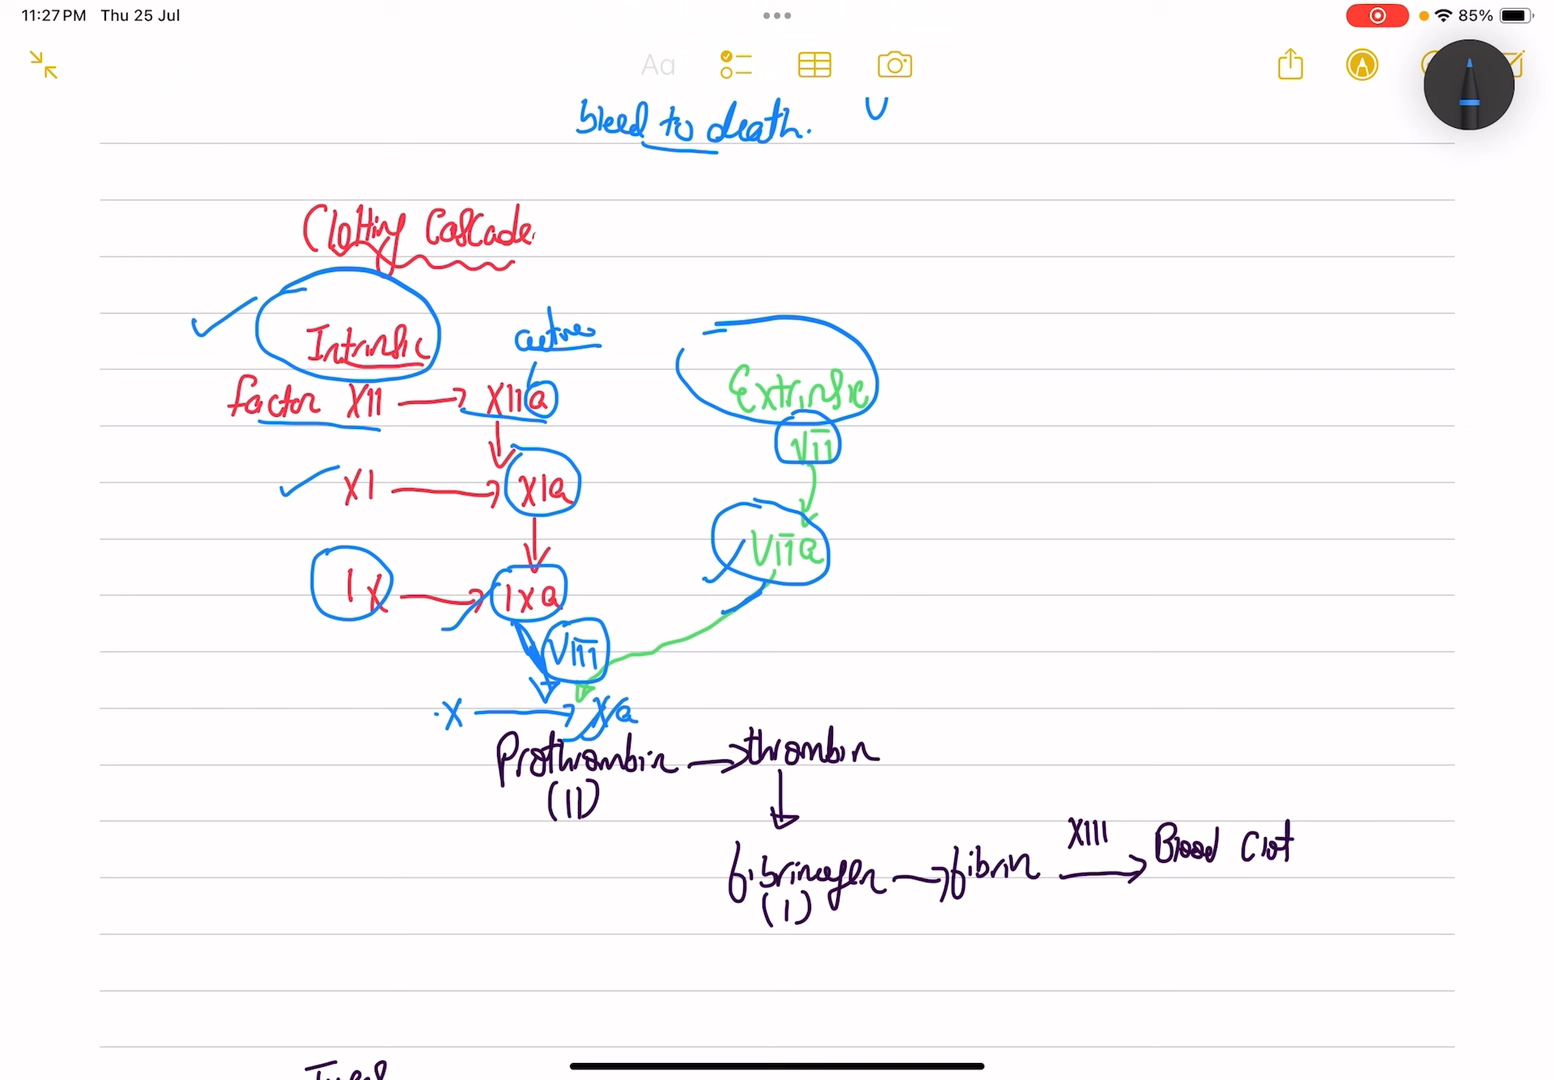 11:27 PM Thu 25 Jul
85%
Aa
bleed to death.
Clotting Cascade.
Intrinsic
active
Extrinsic
factor XII → XIIa
VII
XI → XIa
VIIa
IX → IXa
VIII
X → Xa
Prothrombin → thrombin
(II)
XIII
fibrinogen → fibrin → Blood Clot
(I)